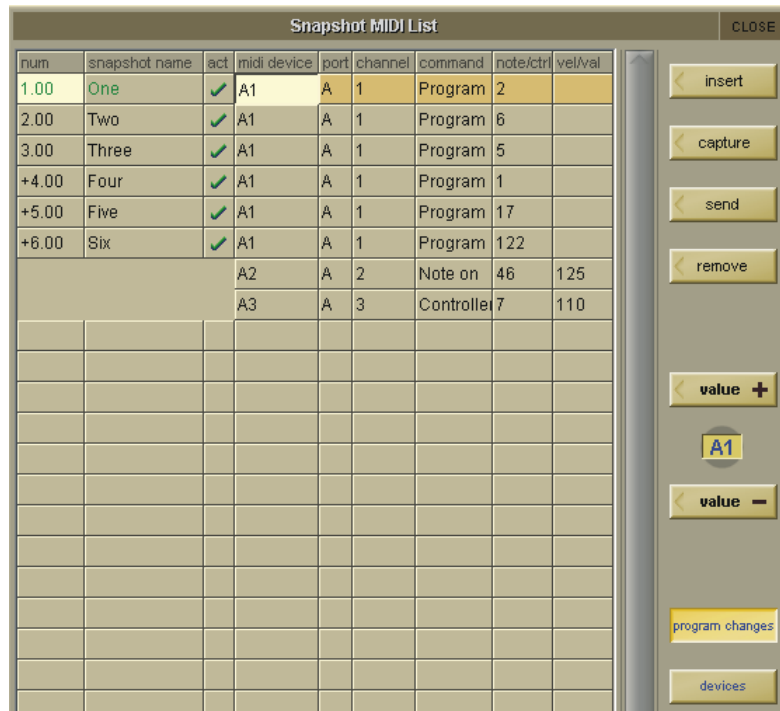 Snapshot MIDI List CLOSE
num snapshot name act midi device port channel command note/ctrl vel/val
1.00 One ✓ A1 A 1 Program 2
2.00 Two ✓ A1 A 1 Program 6
3.00 Three ✓ A1 A 1 Program 5
+4.00 Four ✓ A1 A 1 Program 1
+5.00 Five ✓ A1 A 1 Program 17
+6.00 Six ✓ A1 A 1 Program 122
A2 A 2 Note on 46 125
A3 A 3 Controller 7 110
insert
capture
send
remove
value +
A1
value −
program changes
devices